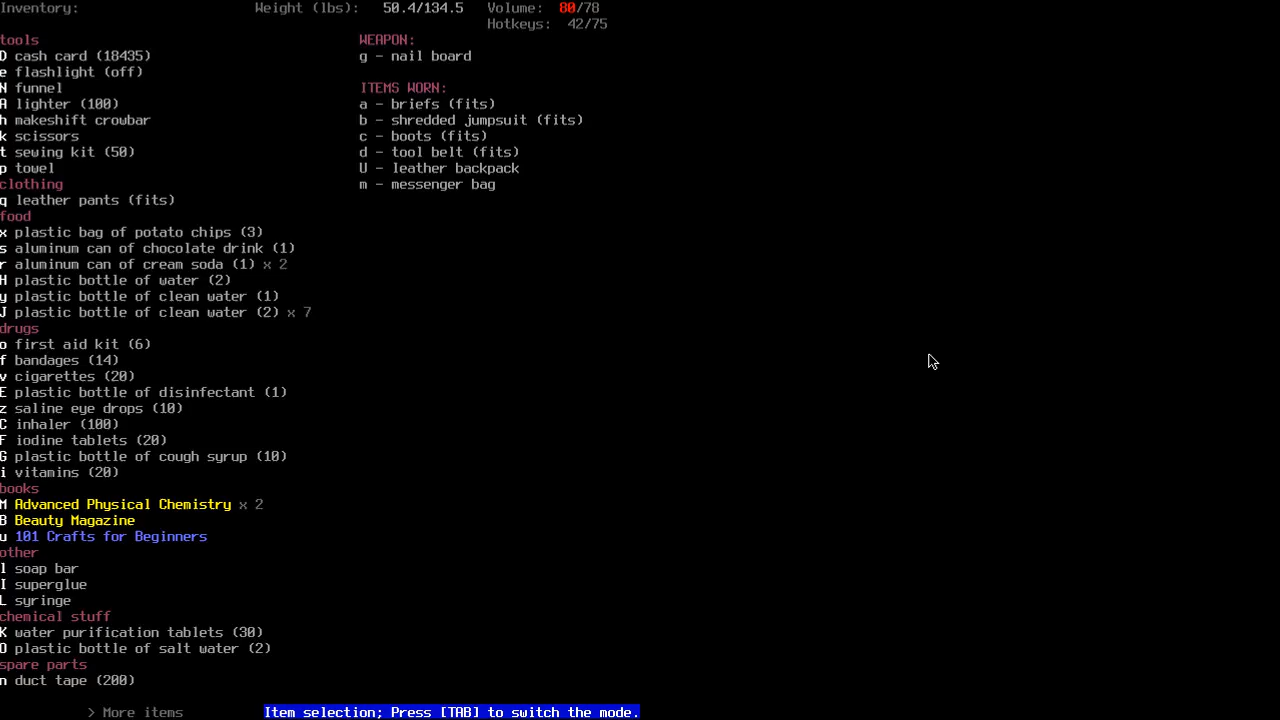 Inventory: Weight (lbs): 50.4/134.5 Volume: 80/78
Hotkeys: 42/75
tools
D cash card (18435)
e flashlight (off)
N funnel
A lighter (100)
h makeshift crowbar
k scissors
t sewing kit (50)
p towel
clothing
q leather pants (fits)
food
x plastic bag of potato chips (3)
s aluminum can of chocolate drink (1)
r aluminum can of cream soda (1) x 2
H plastic bottle of water (2)
y plastic bottle of clean water (1)
J plastic bottle of clean water (2) x 7
drugs
o first aid kit (6)
f bandages (14)
v cigarettes (20)
E plastic bottle of disinfectant (1)
z saline eye drops (10)
C inhaler (100)
F iodine tablets (20)
G plastic bottle of cough syrup (10)
i vitamins (20)
books
M Advanced Physical Chemistry x 2
B Beauty Magazine
u 101 Crafts for Beginners
other
l soap bar
I superglue
L syringe
chemical stuff
K water purification tablets (30)
O plastic bottle of salt water (2)
spare parts
n duct tape (200)
WEAPON:
g - nail board
ITEMS WORN:
a - briefs (fits)
b - shredded jumpsuit (fits)
c - boots (fits)
d - tool belt (fits)
U - leather backpack
m - messenger bag
> More items Item selection; Press [TAB] to switch the mode.